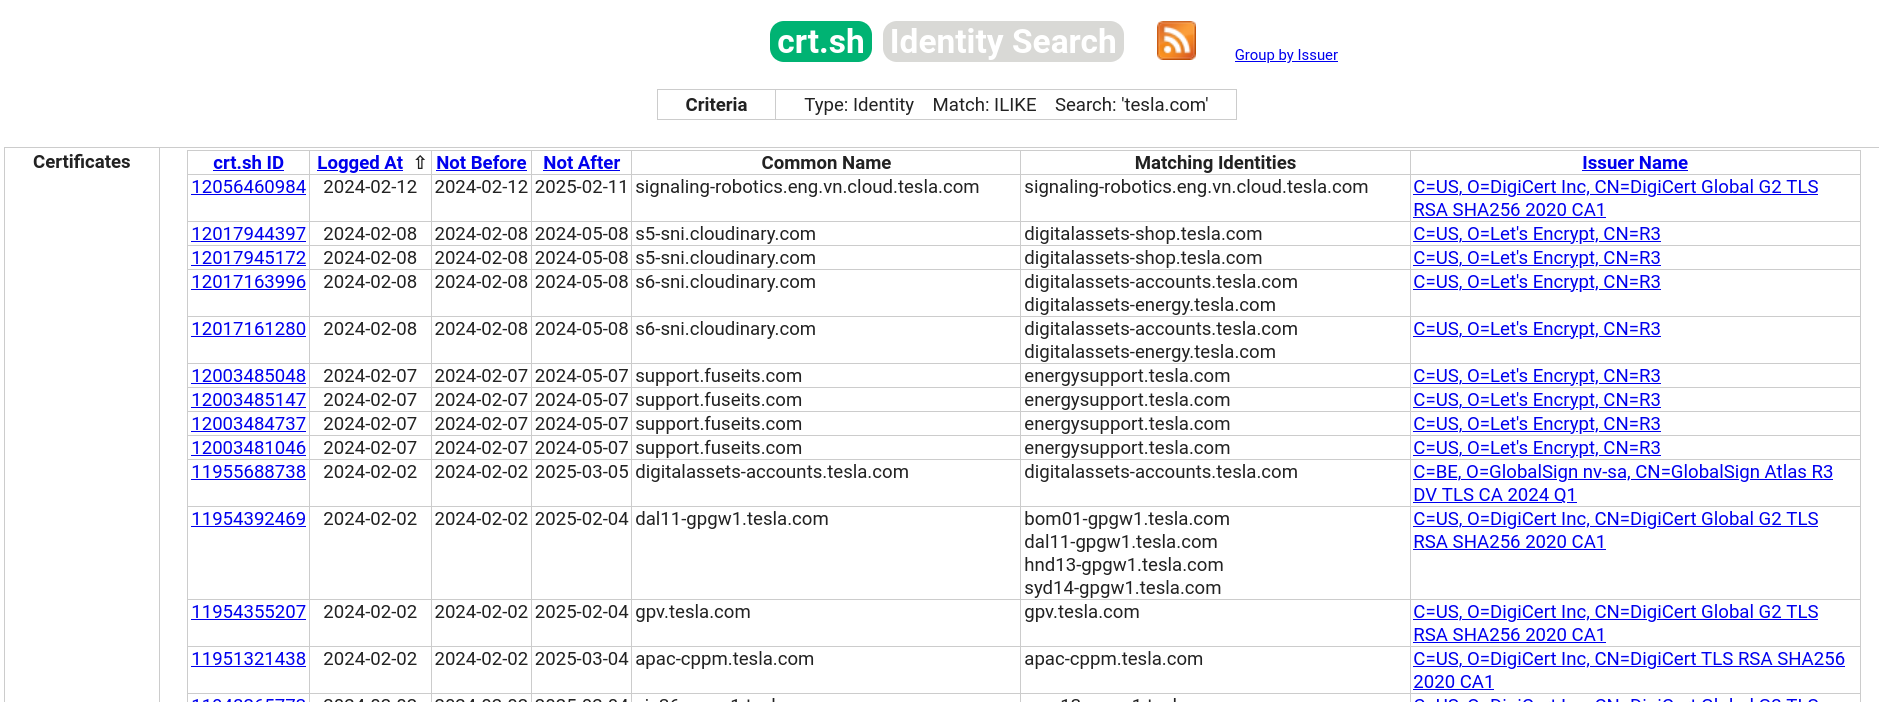 crt.sh Identity Search
Group by Issuer
Criteria Type: Identity Match: ILIKE Search: 'tesla.com'
Certificates
crt.sh ID Logged At ⇧ Not Before Not After Common Name Matching Identities Issuer Name
12056460984 2024-02-12 2024-02-12 2025-02-11 signaling-robotics.eng.vn.cloud.tesla.com signaling-robotics.eng.vn.cloud.tesla.com C=US, O=DigiCert Inc, CN=DigiCert Global G2 TLS
RSA SHA256 2020 CA1
12017944397 2024-02-08 2024-02-08 2024-05-08 s5-sni.cloudinary.com digitalassets-shop.tesla.com C=US, O=Let's Encrypt, CN=R3
12017945172 2024-02-08 2024-02-08 2024-05-08 s5-sni.cloudinary.com digitalassets-shop.tesla.com C=US, O=Let's Encrypt, CN=R3
12017163996 2024-02-08 2024-02-08 2024-05-08 s6-sni.cloudinary.com digitalassets-accounts.tesla.com C=US, O=Let's Encrypt, CN=R3
digitalassets-energy.tesla.com
12017161280 2024-02-08 2024-02-08 2024-05-08 s6-sni.cloudinary.com digitalassets-accounts.tesla.com C=US, O=Let's Encrypt, CN=R3
digitalassets-energy.tesla.com
12003485048 2024-02-07 2024-02-07 2024-05-07 support.fuseits.com energysupport.tesla.com C=US, O=Let's Encrypt, CN=R3
12003485147 2024-02-07 2024-02-07 2024-05-07 support.fuseits.com energysupport.tesla.com C=US, O=Let's Encrypt, CN=R3
12003484737 2024-02-07 2024-02-07 2024-05-07 support.fuseits.com energysupport.tesla.com C=US, O=Let's Encrypt, CN=R3
12003481046 2024-02-07 2024-02-07 2024-05-07 support.fuseits.com energysupport.tesla.com C=US, O=Let's Encrypt, CN=R3
11955688738 2024-02-02 2024-02-02 2025-03-05 digitalassets-accounts.tesla.com digitalassets-accounts.tesla.com C=BE, O=GlobalSign nv-sa, CN=GlobalSign Atlas R3
DV TLS CA 2024 Q1
11954392469 2024-02-02 2024-02-02 2025-02-04 dal11-gpgw1.tesla.com bom01-gpgw1.tesla.com C=US, O=DigiCert Inc, CN=DigiCert Global G2 TLS
dal11-gpgw1.tesla.com RSA SHA256 2020 CA1
hnd13-gpgw1.tesla.com
syd14-gpgw1.tesla.com
11954355207 2024-02-02 2024-02-02 2025-02-04 gpv.tesla.com gpv.tesla.com C=US, O=DigiCert Inc, CN=DigiCert Global G2 TLS
RSA SHA256 2020 CA1
11951321438 2024-02-02 2024-02-02 2025-03-04 apac-cppm.tesla.com apac-cppm.tesla.com C=US, O=DigiCert Inc, CN=DigiCert TLS RSA SHA256
2020 CA1